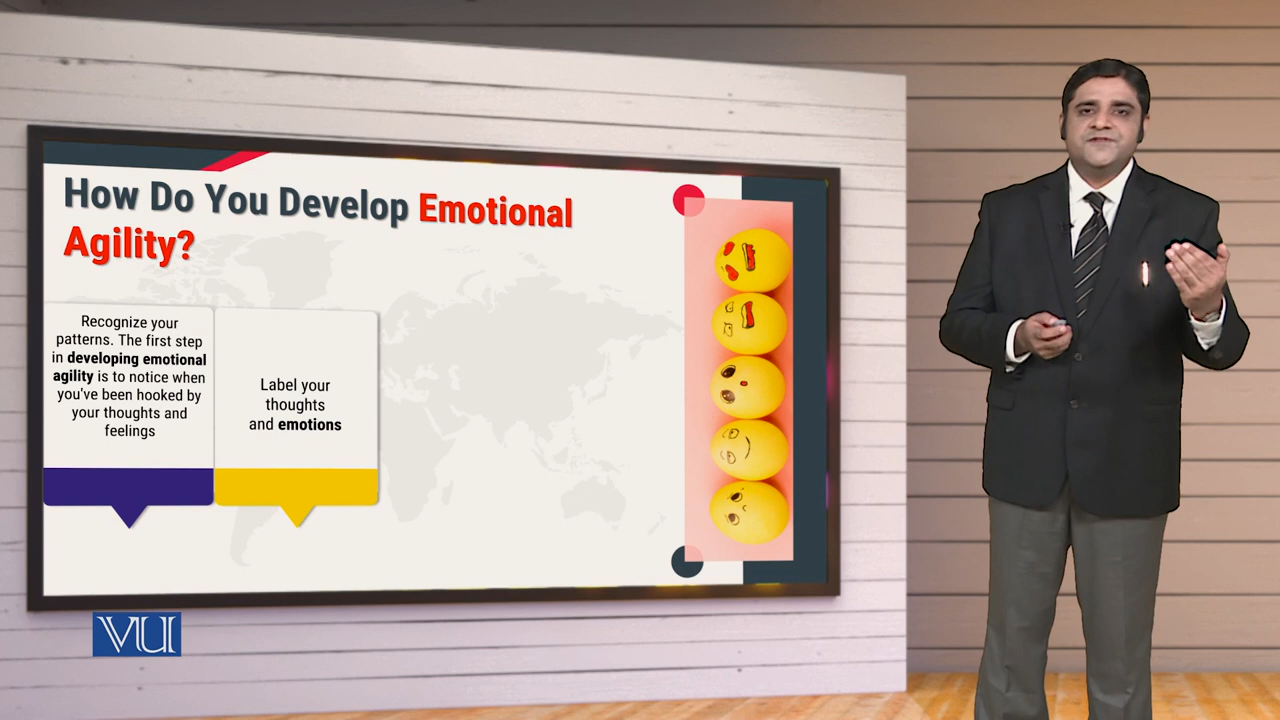 How Do You Develop Emotional
Agility?
Recognize your
patterns. The first step
in developing emotional
agility is to notice when
you've been hooked by
your thoughts and
feelings
Label your
thoughts
and emotions
VU